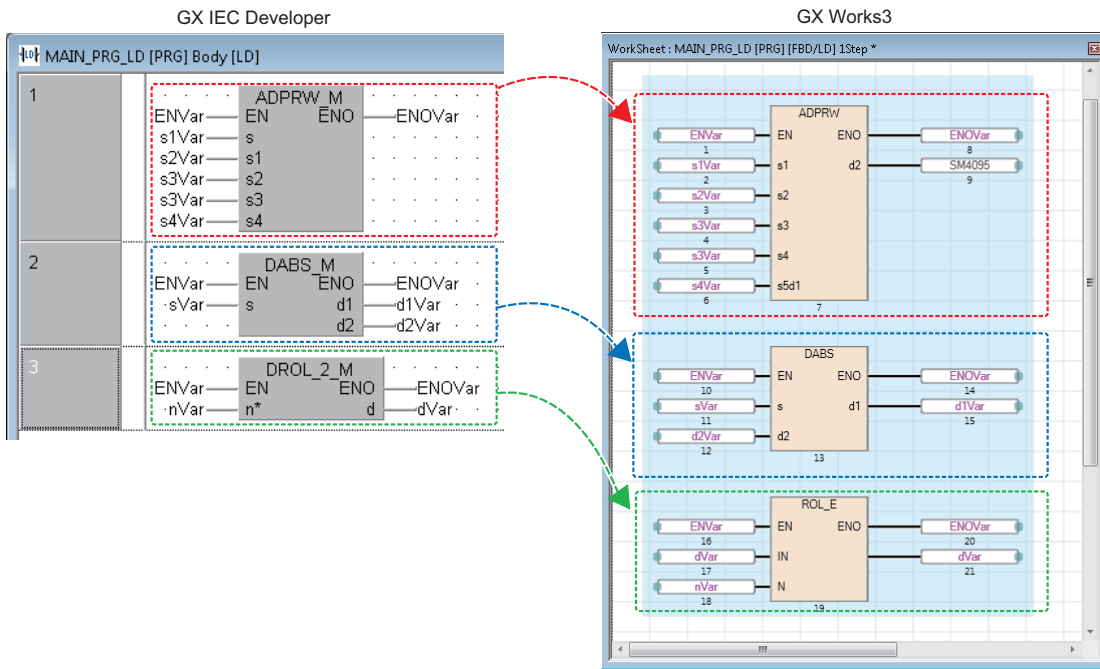 GX IEC Developer
MAIN_PRG_LD [PRG] Body [LD]
1
ADPRW_M
ENVar EN ENO ENOVar
s1Var s
s2Var s1
s3Var s2
s3Var s3
s4Var s4
2
DABS_M
ENVar EN ENO ENOVar
sVar s d1 d1Var
d2 d2Var
3
DROL_2_M
ENVar EN ENO ENOVar
nVar n* d dVar
GX Works3
WorkSheet : MAIN_PRG_LD [PRG] [FBD/LD] 1Step *
ADPRW
ENVar EN ENO ENOVar
1 8
s1Var s1 d2 SM4095
2 9
s2Var s2
3
s3Var s3
4
s3Var s4
5
s4Var s5d1
6 7
DABS
ENVar EN ENO ENOVar
10 14
sVar s d1 d1Var
11 15
d2Var d2
12 13
ROL_E
ENVar EN ENO ENOVar
16 20
dVar IN dVar
17 21
nVar N
18 19